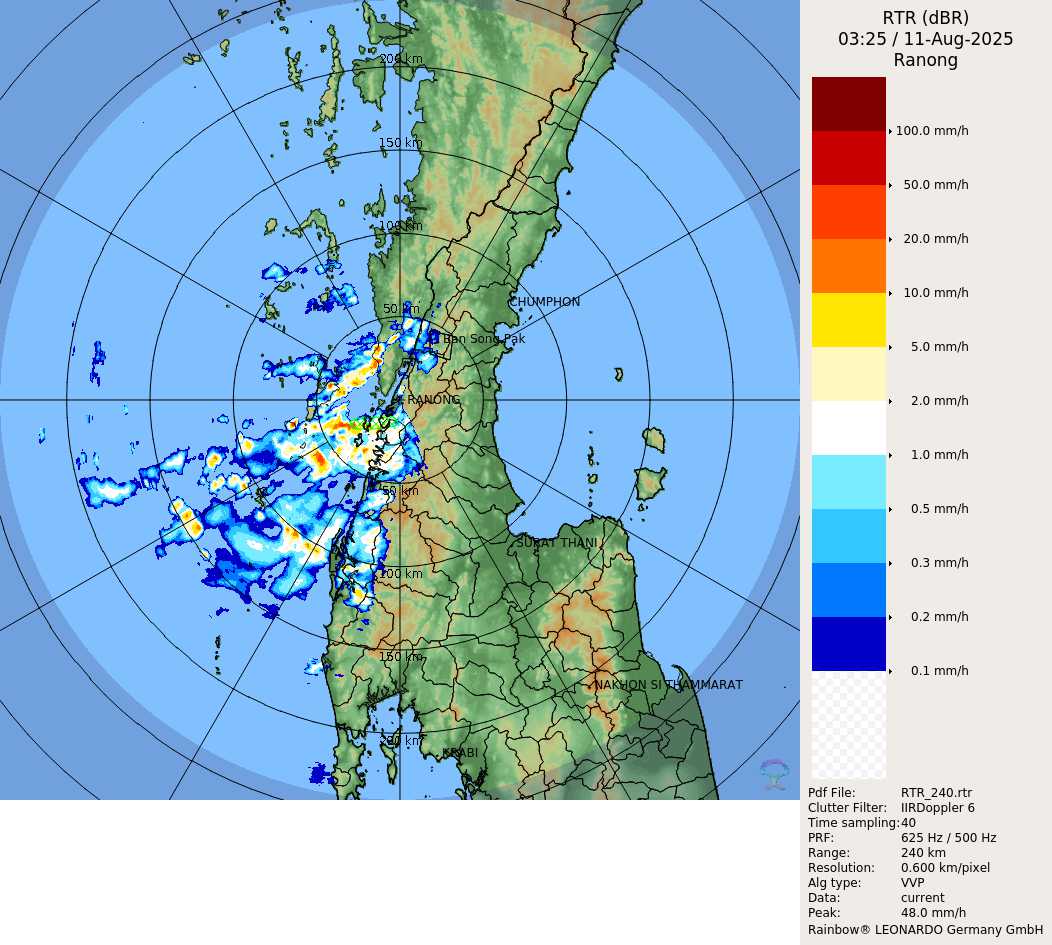 RTR (dBR)
03:25 / 11-Aug-2025
Ranong
200 km
150 km
100 km
50 km
CHUMPHON
Ban Song Pak
RANONG
50 km
SURAT THANI
100 km
150 km
NAKHON SI THAMMARAT
200 km
KRABI
100.0 mm/h
50.0 mm/h
20.0 mm/h
10.0 mm/h
5.0 mm/h
2.0 mm/h
1.0 mm/h
0.5 mm/h
0.3 mm/h
0.2 mm/h
0.1 mm/h
Pdf File: RTR_240.rtr
Clutter Filter: IIRDoppler 6
Time sampling:40
PRF: 625 Hz / 500 Hz
Range: 240 km
Resolution: 0.600 km/pixel
Alg type: VVP
Data: current
Peak: 48.0 mm/h
Rainbow® LEONARDO Germany GmbH